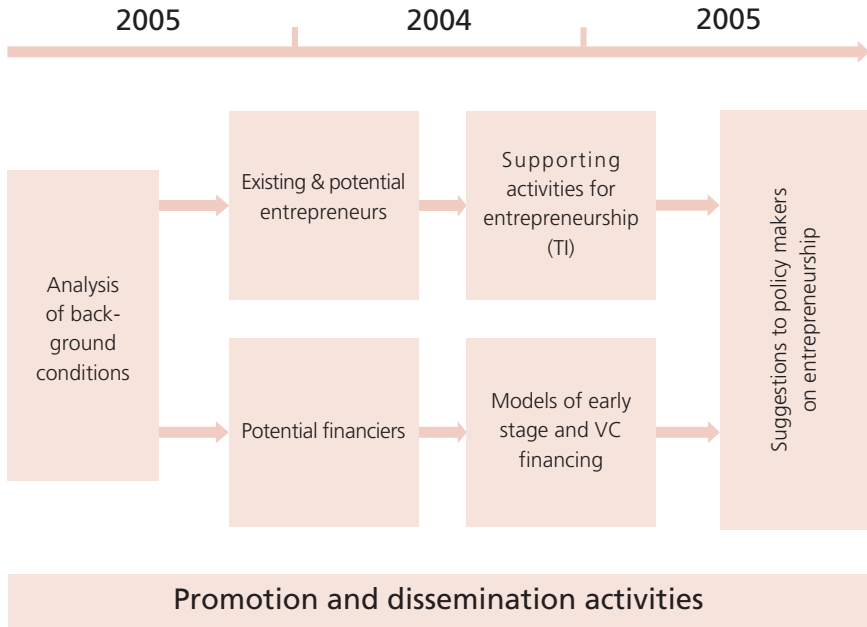 2005 2004 2005
Analysis
of back-
ground
conditions
Existing & potential
entrepreneurs
Supporting
activities for
entrepreneurship
(TI)
Potential financiers
Models of early
stage and VC
financing
Suggestions to policy makers
on entrepreneurship
Promotion and dissemination activities